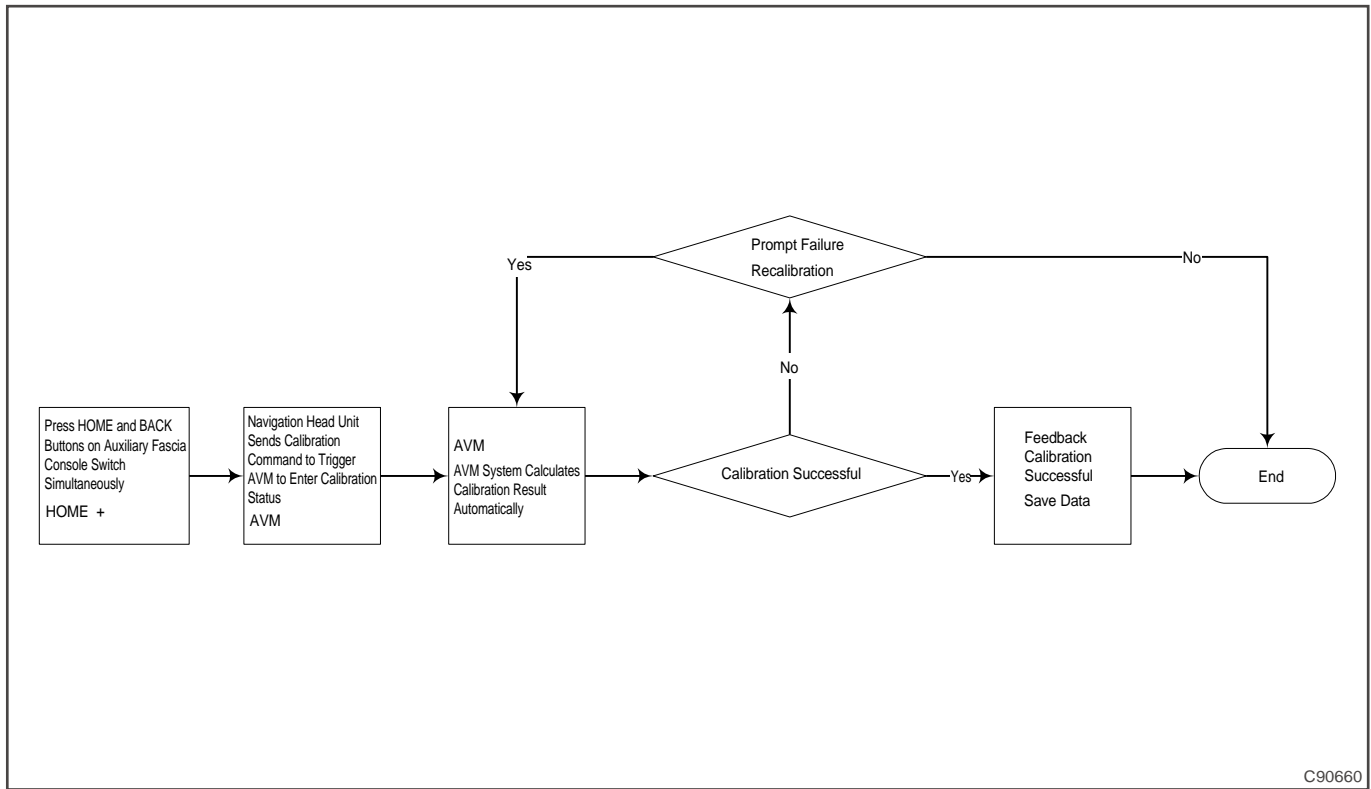 Prompt Failure
Recalibration
Yes
No
No
Press HOME and BACK
Buttons on Auxiliary Fascia
Console Switch
Simultaneously
HOME +
Navigation Head Unit
Sends Calibration
Command to Trigger
AVM to Enter Calibration
Status
AVM
AVM
AVM System Calculates
Calibration Result
Automatically
Calibration Successful
Yes
Feedback
Calibration
Successful
Save Data
End
C90660